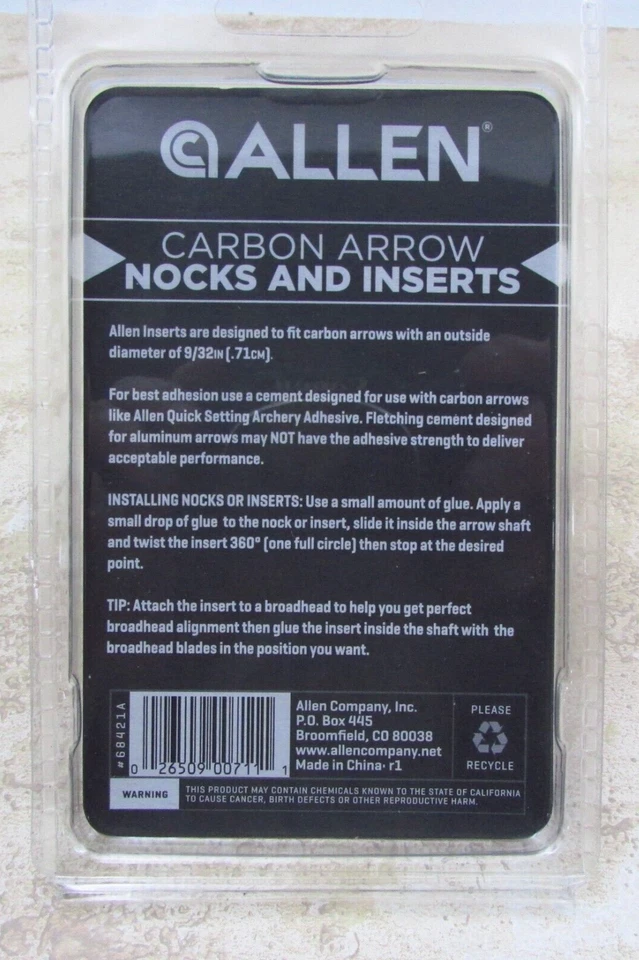 ALLEN®
CARBON ARROW
NOCKS AND INSERTS
Allen Inserts are designed to fit carbon arrows with an outside
diameter of 9/32IN (.71CM).
For best adhesion use a cement designed for use with carbon arrows
like Allen Quick Setting Archery Adhesive. Fletching cement designed
for aluminum arrows may NOT have the adhesive strength to deliver
acceptable performance.
INSTALLING NOCKS OR INSERTS: Use a small amount of glue. Apply a
small drop of glue to the nock or insert, slide it inside the arrow shaft
and twist the insert 360° (one full circle) then stop at the desired
point.
TIP: Attach the insert to a broadhead to help you get perfect
broadhead alignment then glue the insert inside the shaft with the
broadhead blades in the position you want.
#68421A
0 26509 00711 1
Allen Company, Inc.
P.O. Box 445
Broomfield, CO 80038
www.allencompany.net
Made in China· r1
PLEASE
RECYCLE
WARNING
THIS PRODUCT MAY CONTAIN CHEMICALS KNOWN TO THE STATE OF CALIFORNIA
TO CAUSE CANCER, BIRTH DEFECTS OR OTHER REPRODUCTIVE HARM.